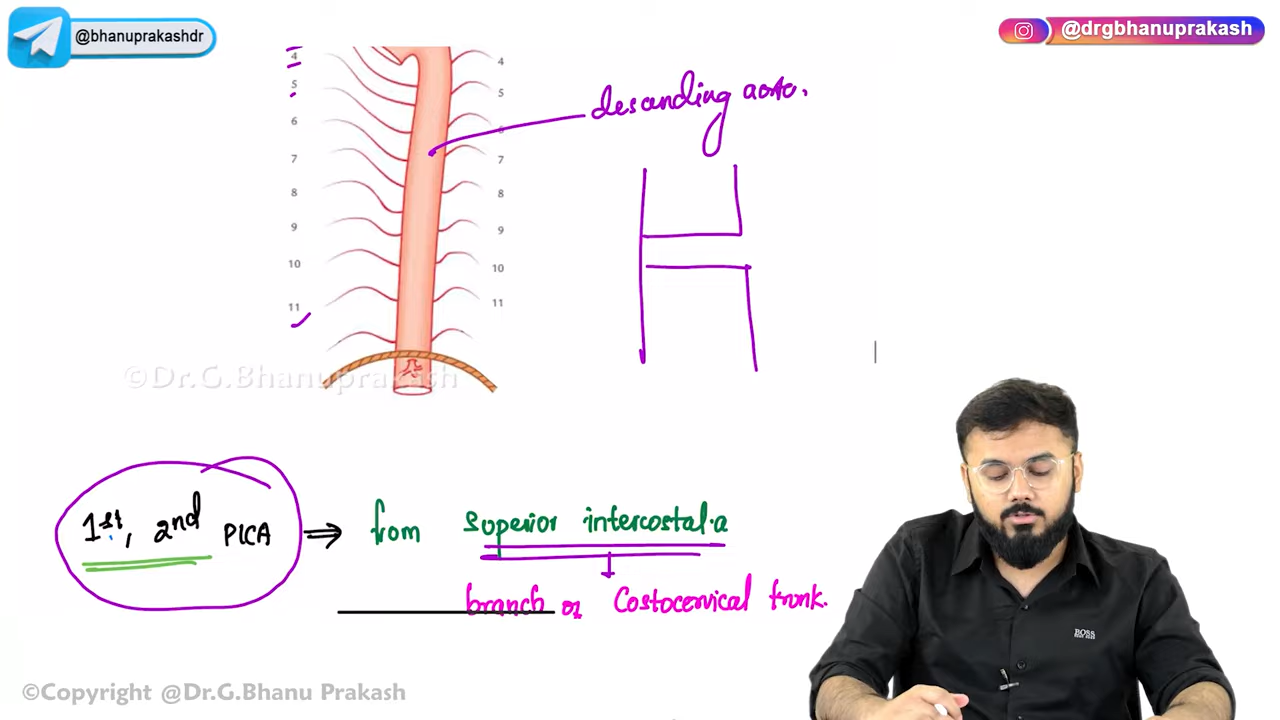 @bhanuprakashdr
@drgbhanuprakash
4 4
5 5
6 6
7 7
8 8
9 9
10 10
11 11
descending aorta.
©Dr.G.Bhanuprakash
1st, 2nd PICA ⇒ from superior intercostal.a
branch of Costocervical trunk.
BOSS
©Copyright @Dr.G.Bhanu Prakash